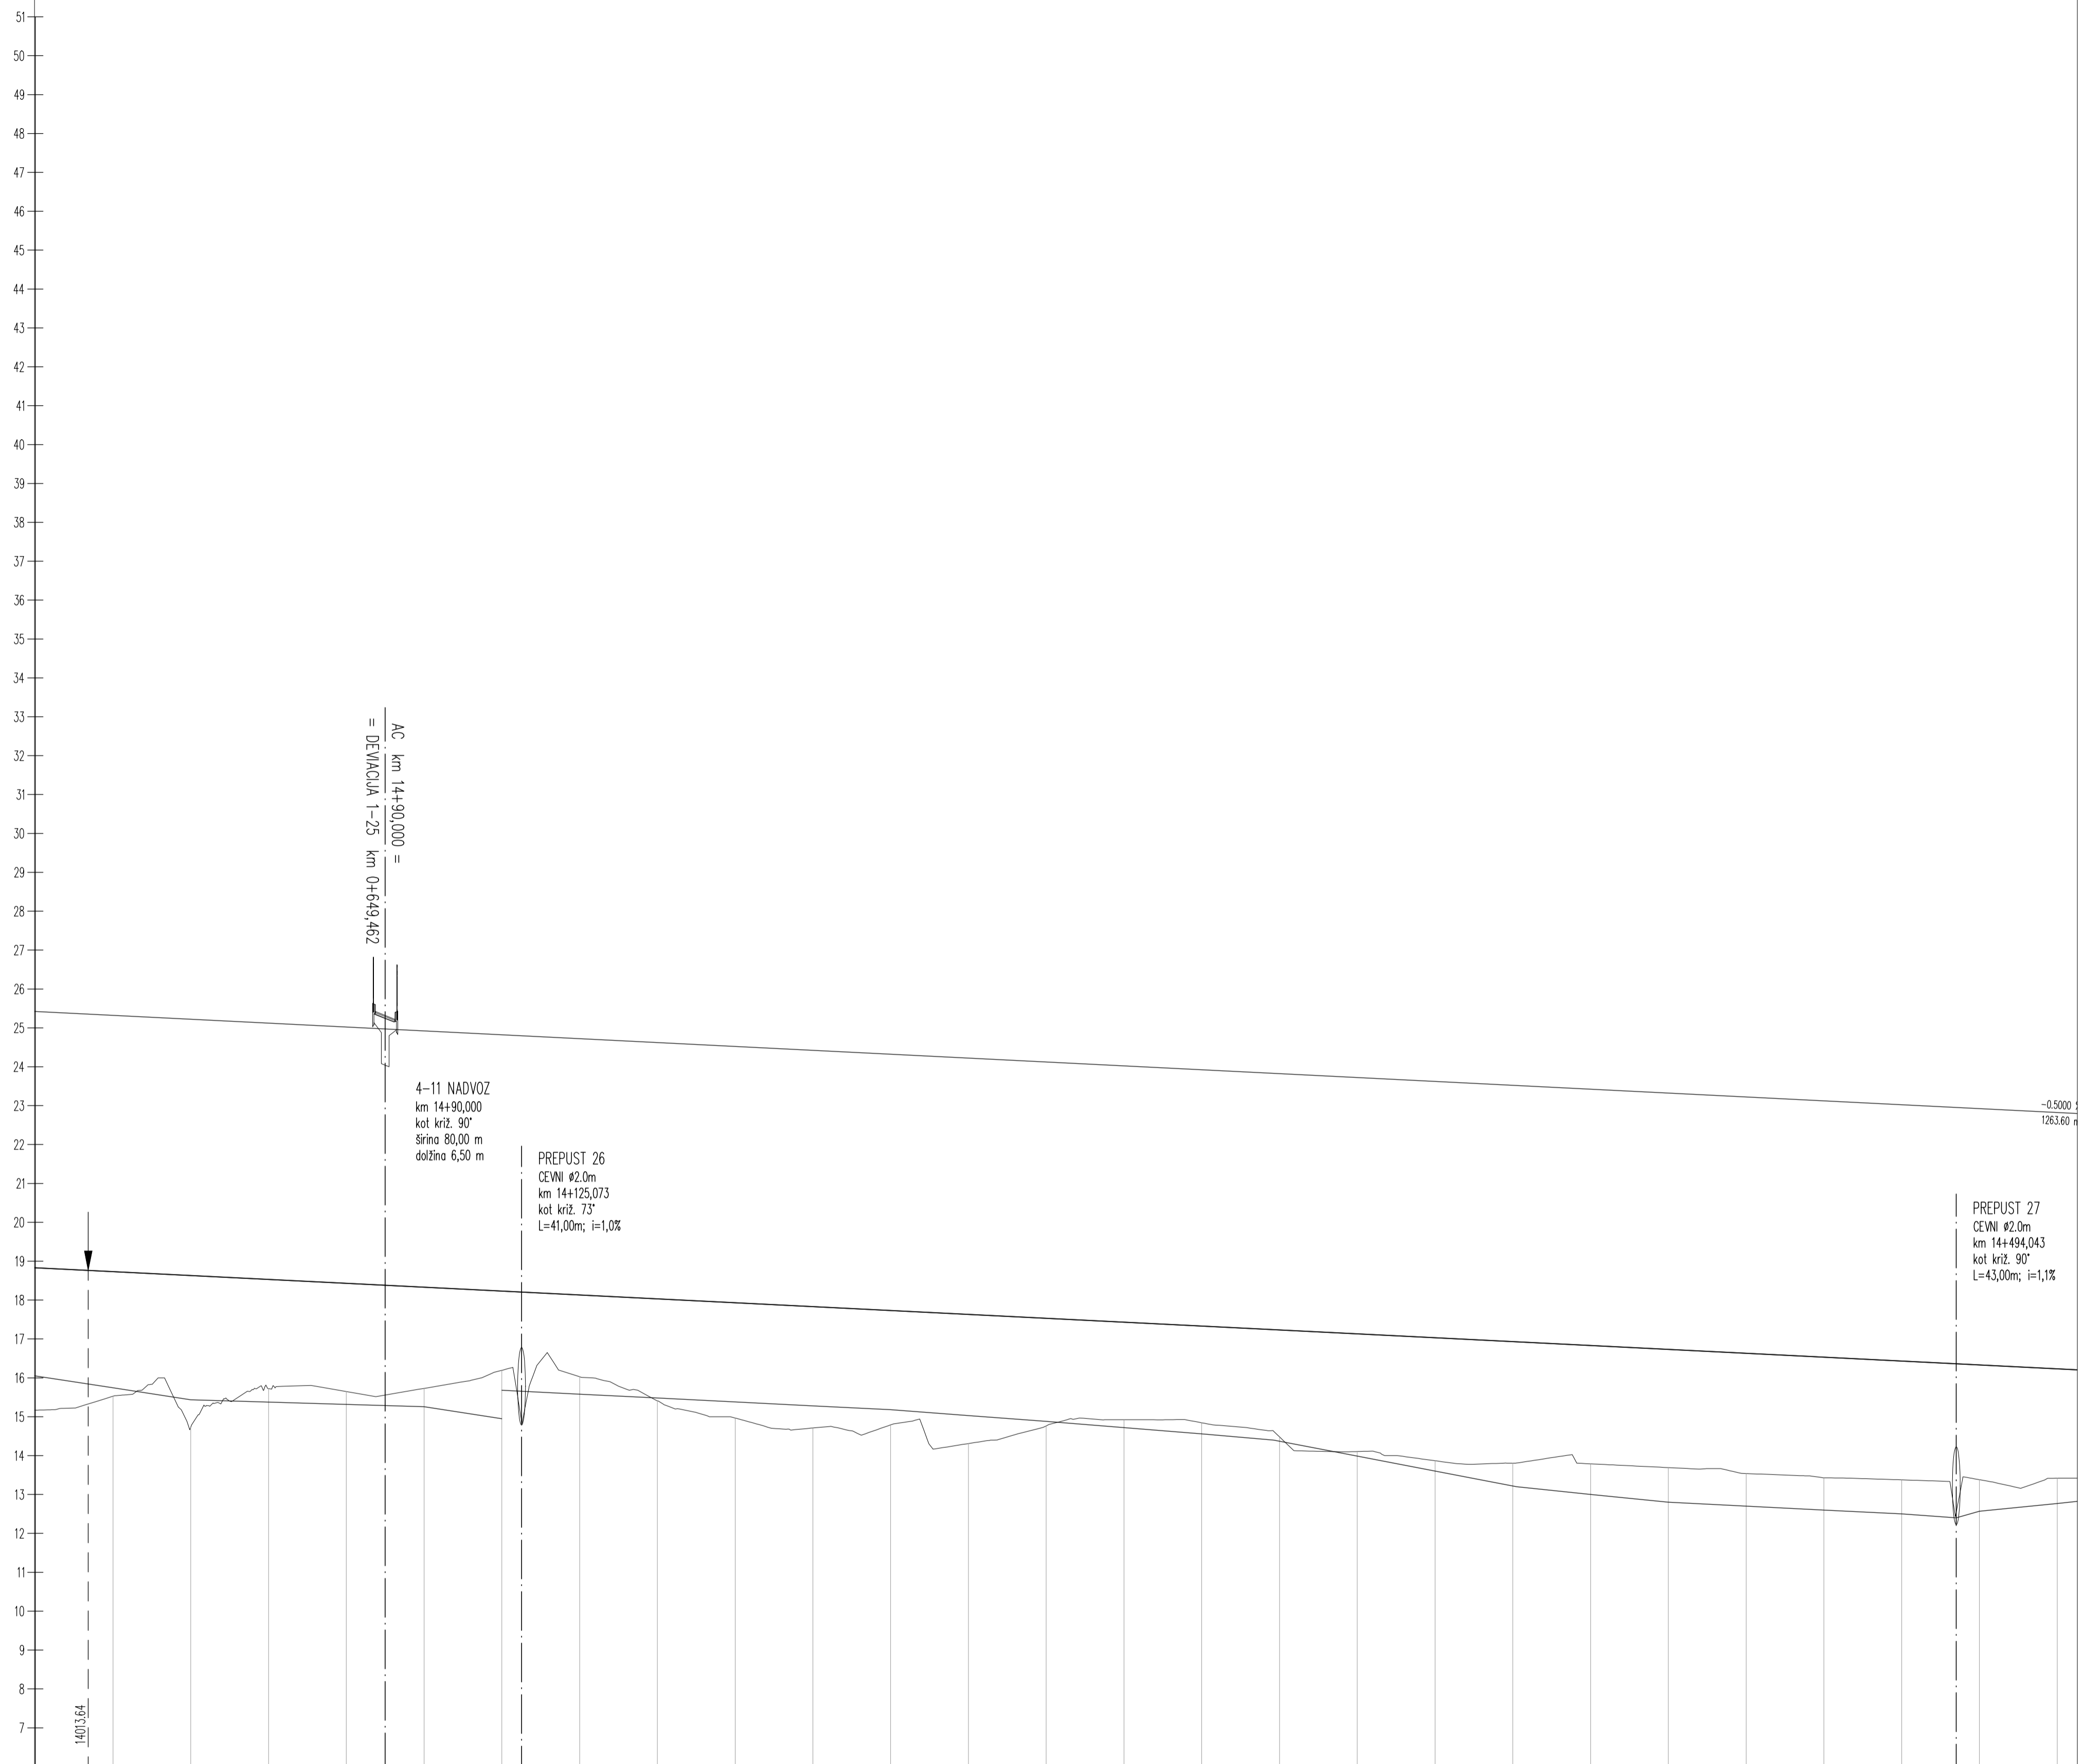 51
50
49
48
47
46
45
44
43
42
41
40
39
38
37
36
35
34
33
32
31
30
29
28
27
26
25
24
23
22
21
20
19
18
17
16
15
14
13
12
11
10
9
8
7
AC km 14+90,000 =
= DEVIACIJA 1-25 km 0+649,462
4-11 NADVOZ
km 14+90,000
kot križ. 90°
širina 80,00 m
dolžina 6,50 m
PREPUST 26
CEVNI ø2.0m
km 14+125,073
kot križ. 73°
L=41,00m; i=1,0%
-0.5000
1263.60 m
PREPUST 27
CEVNI ø2.0m
km 14+494,043
kot križ. 90°
L=43,00m; i=1,1%
14013.64